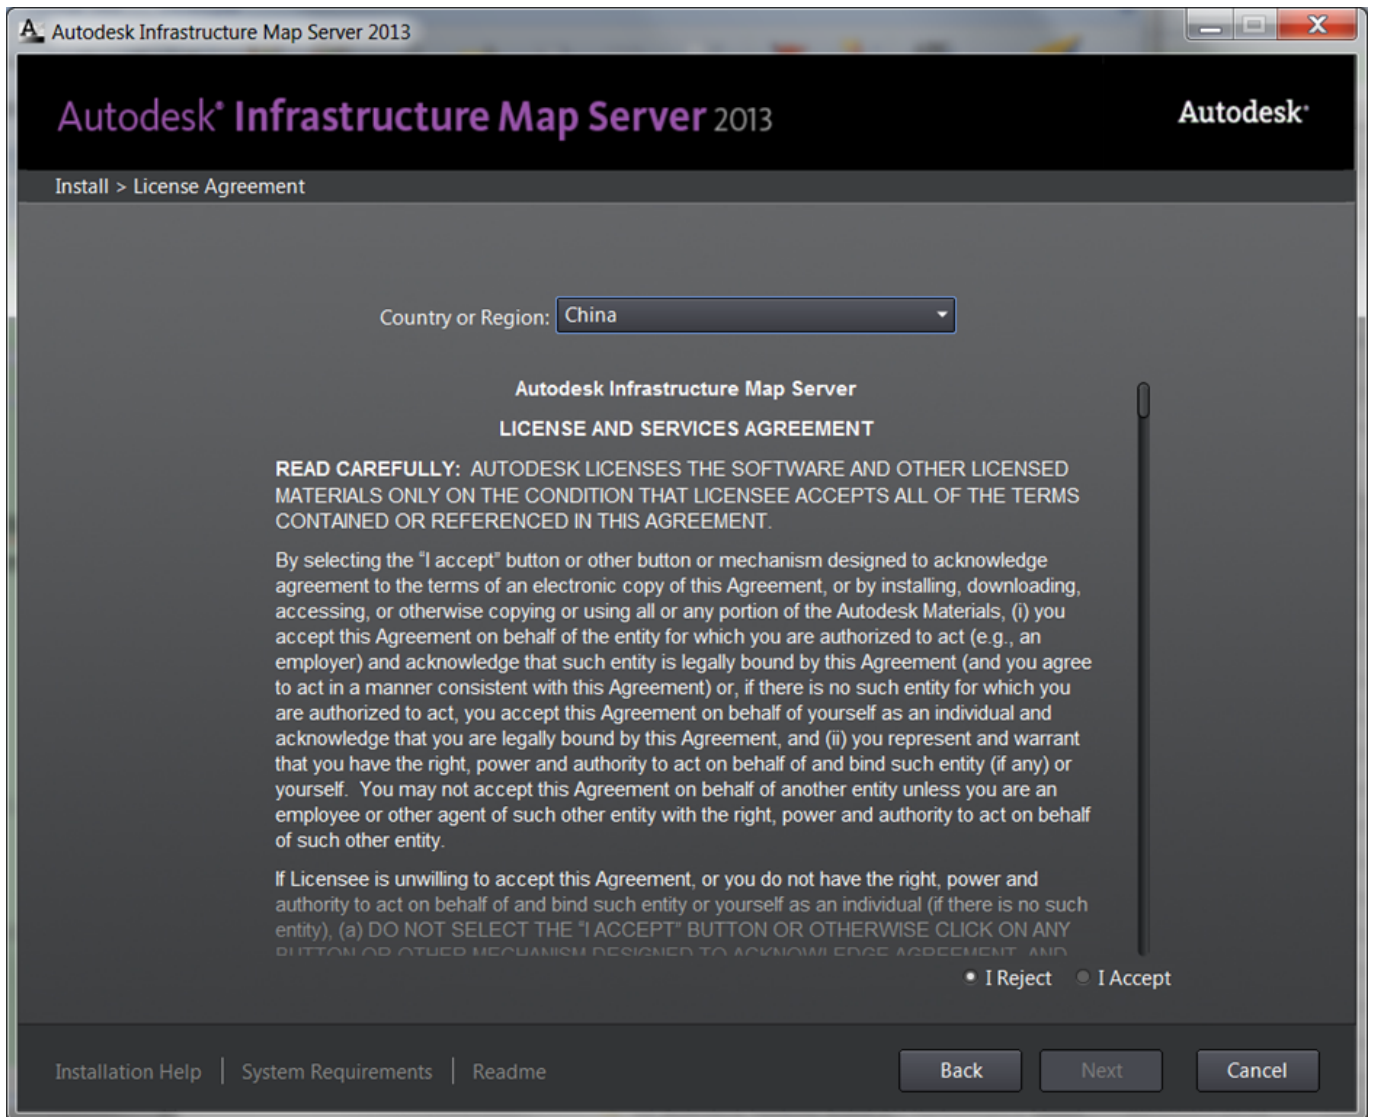 Autodesk Infrastructure Map Server 2013
Autodesk® Infrastructure Map Server 2013
Autodesk®
Install > License Agreement
Country or Region: China
Autodesk Infrastructure Map Server
LICENSE AND SERVICES AGREEMENT
READ CAREFULLY: AUTODESK LICENSES THE SOFTWARE AND OTHER LICENSED
MATERIALS ONLY ON THE CONDITION THAT LICENSEE ACCEPTS ALL OF THE TERMS
CONTAINED OR REFERENCED IN THIS AGREEMENT.
By selecting the “I accept” button or other button or mechanism designed to acknowledge
agreement to the terms of an electronic copy of this Agreement, or by installing, downloading,
accessing, or otherwise copying or using all or any portion of the Autodesk Materials, (i) you
accept this Agreement on behalf of the entity for which you are authorized to act (e.g., an
employer) and acknowledge that such entity is legally bound by this Agreement (and you agree
to act in a manner consistent with this Agreement) or, if there is no such entity for which you
are authorized to act, you accept this Agreement on behalf of yourself as an individual and
acknowledge that you are legally bound by this Agreement, and (ii) you represent and warrant
that you have the right, power and authority to act on behalf of and bind such entity (if any) or
yourself. You may not accept this Agreement on behalf of another entity unless you are an
employee or other agent of such other entity with the right, power and authority to act on behalf
of such other entity.
If Licensee is unwilling to accept this Agreement, or you do not have the right, power and
authority to act on behalf of and bind such entity or yourself as an individual (if there is no such
entity), (a) DO NOT SELECT THE “I ACCEPT” BUTTON OR OTHERWISE CLICK ON ANY
BUTTON OR OTHER MECHANISM DESIGNED TO ACKNOWLEDGE AGREEMENT, AND
I Reject I Accept
Installation Help | System Requirements | Readme
Back Next Cancel